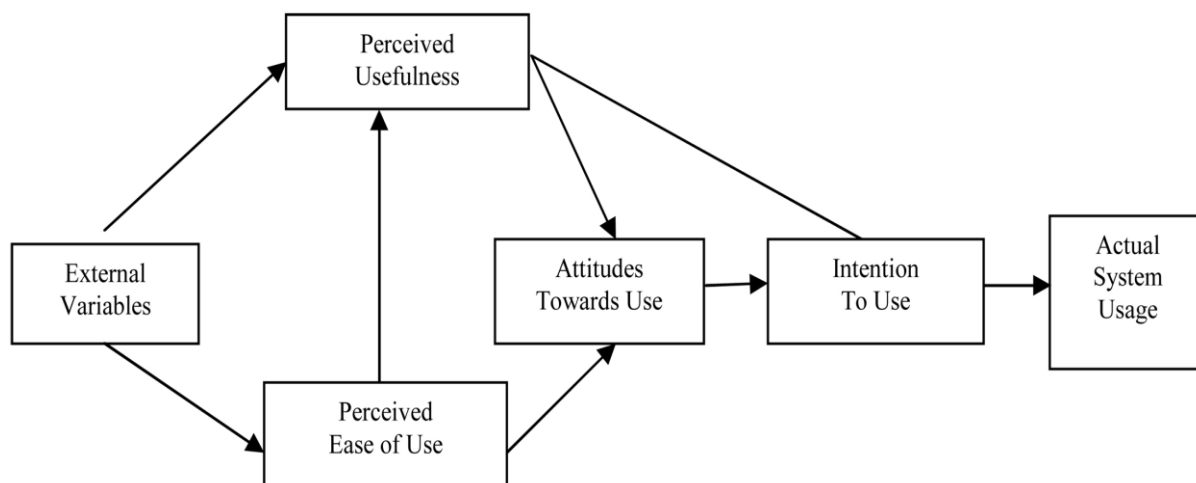 Perceived
Usefulness
External
Variables
Attitudes
Towards Use
Intention
To Use
Actual
System
Usage
Perceived
Ease of Use